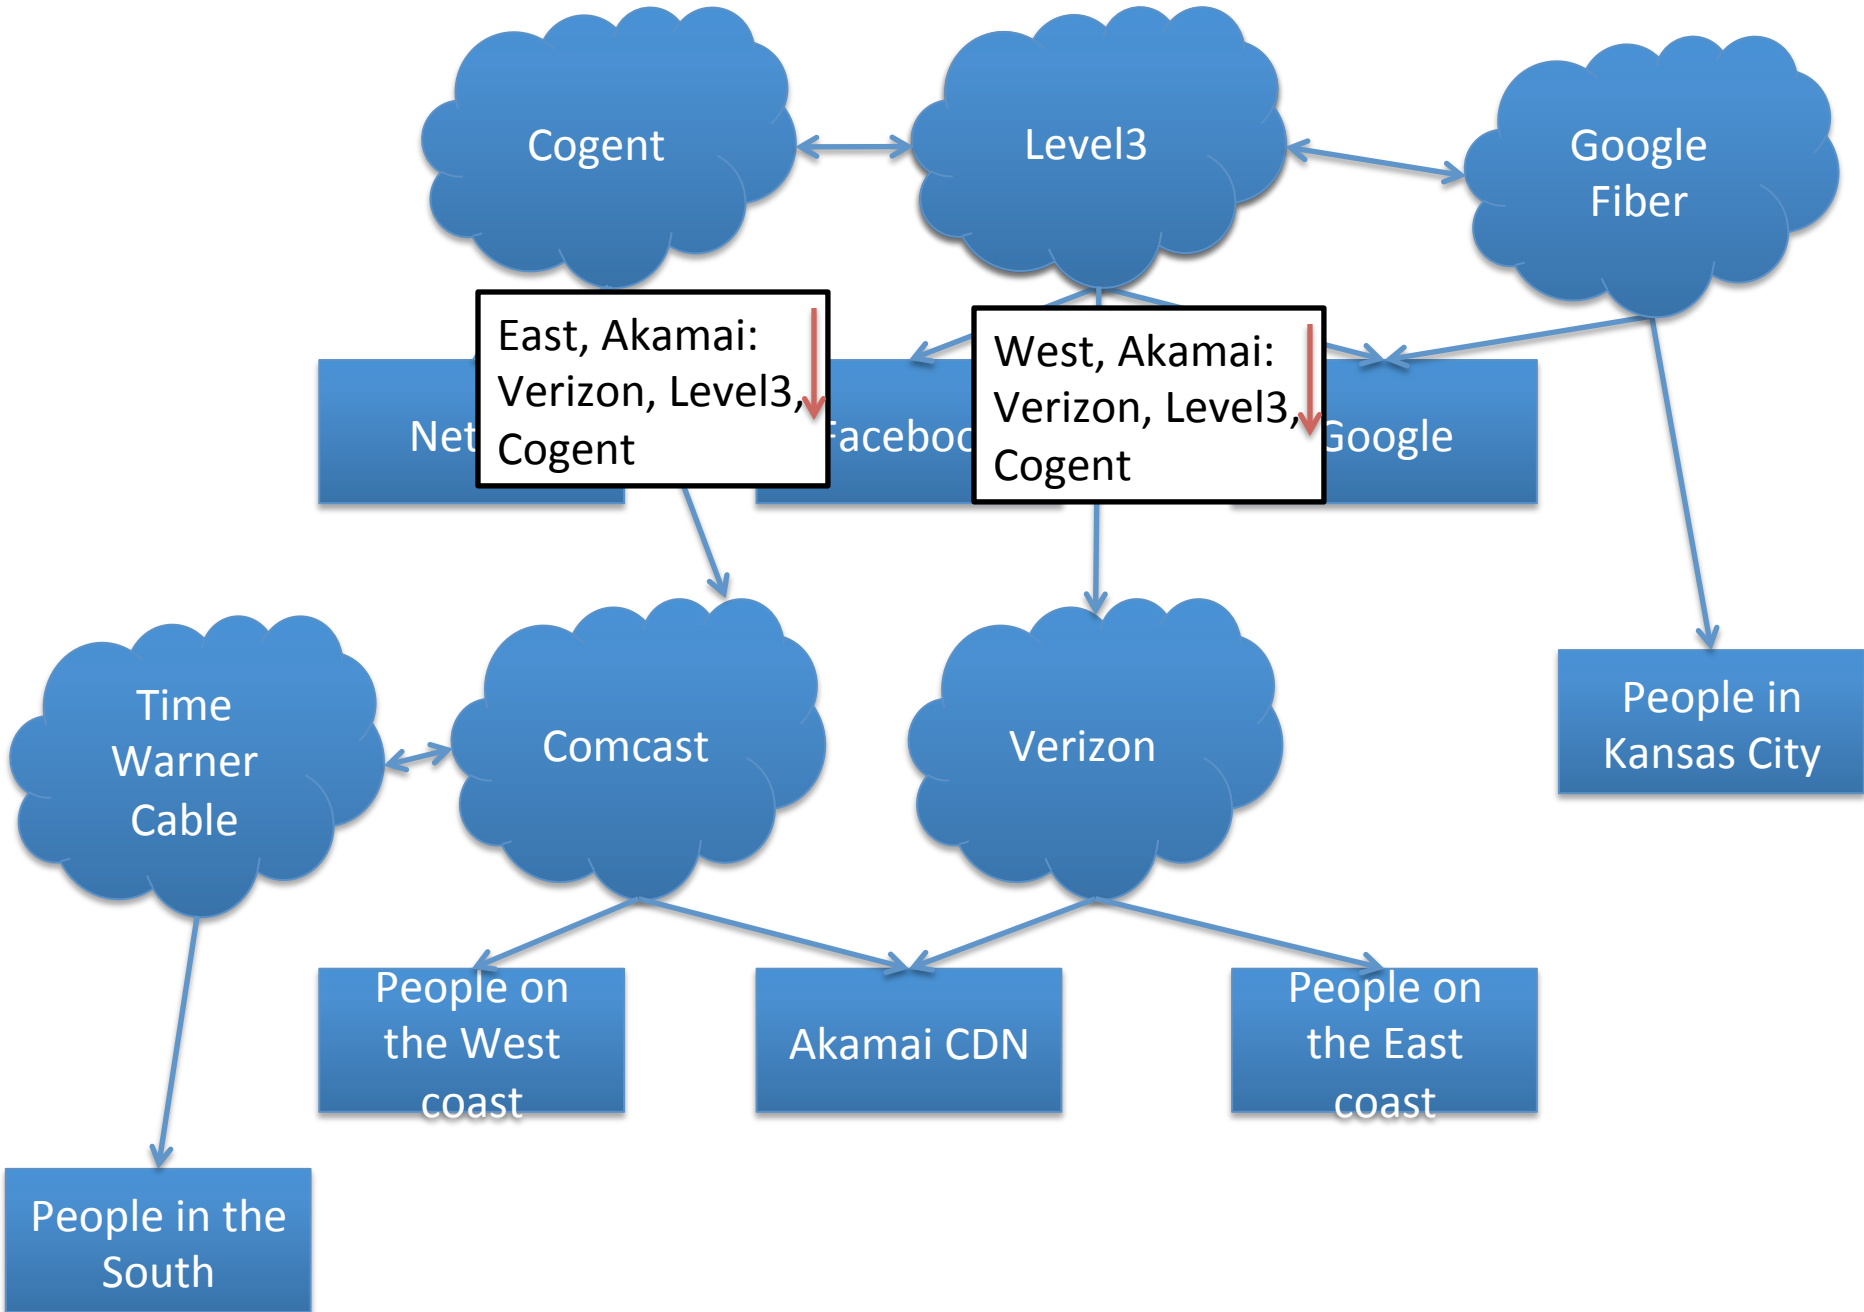 Cogent
Level3
Google
Fiber
East, Akamai:
Verizon, Level3,
Cogent
West, Akamai:
Verizon, Level3,
Cogent
Google
Time
Warner
Cable
Comcast
Verizon
People in
Kansas City
People on
the West
coast
Akamai CDN
People on
the East
coast
People in the
South